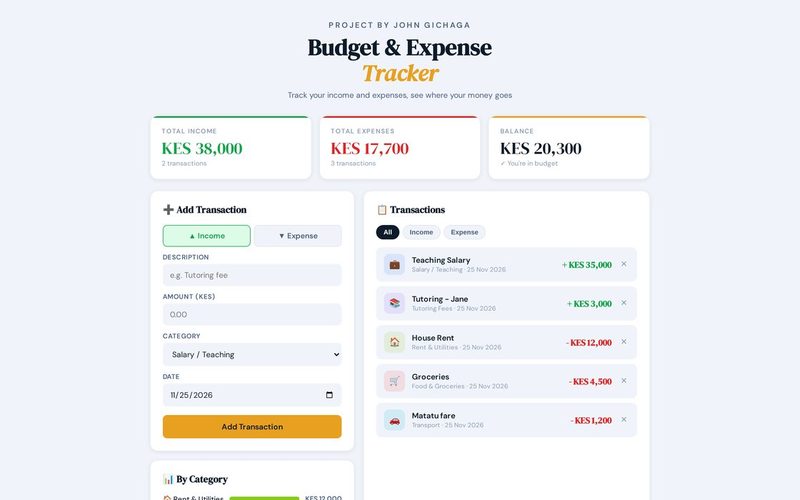 PROJECT BY JOHN GICHAGA
Budget & Expense
Tracker
Track your income and expenses, see where your money goes
TOTAL INCOME
KES 38,000
2 transactions
TOTAL EXPENSES
KES 17,700
3 transactions
BALANCE
KES 20,300
✓ You're in budget
➕ Add Transaction
▲ Income
▼ Expense
DESCRIPTION
e.g. Tutoring fee
AMOUNT (KES)
0.00
CATEGORY
Salary / Teaching
DATE
11/25/2026
Add Transaction
📊 By Category
🏠 Rent & Utilities KES 12,000
📋 Transactions
All Income Expense
Teaching Salary
Salary / Teaching · 25 Nov 2026
+ KES 35,000 ✕
Tutoring - Jane
Tutoring Fees · 25 Nov 2026
+ KES 3,000 ✕
House Rent
Rent & Utilities · 25 Nov 2026
- KES 12,000 ✕
Groceries
Food & Groceries · 25 Nov 2026
- KES 4,500 ✕
Matatu fare
Transport · 25 Nov 2026
- KES 1,200 ✕